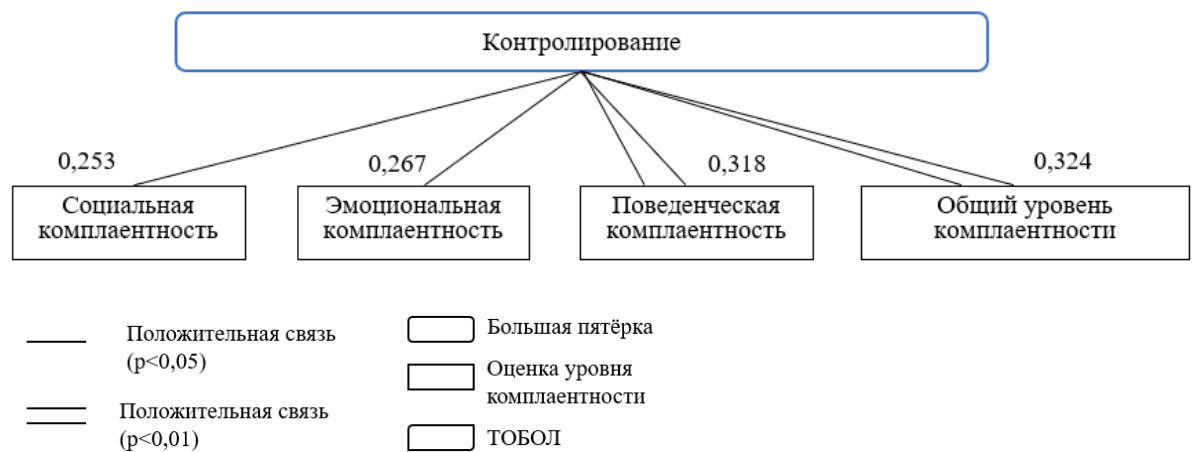 Контролирование
0,253
0,267
0,318
0,324
Социальная
комплаентность
Эмоциональная
комплаентность
Поведенческая
комплаентность
Общий уровень
комплаентности
Положительная связь
(p<0,05)
Положительная связь
(p<0,01)
Большая пятёрка
Оценка уровня
комплаентности
ТОБОЛ